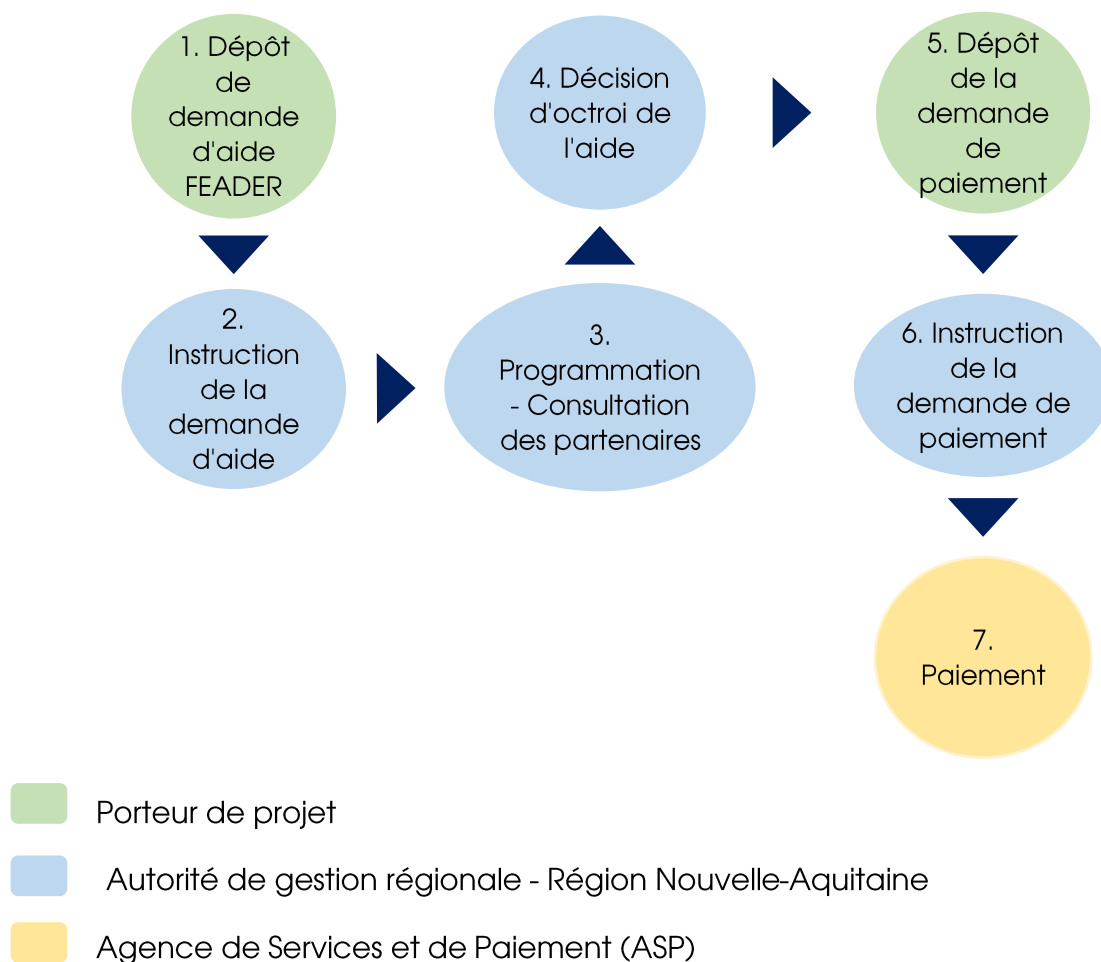 1. Dépôt
de
demande
d'aide
FEADER
2.
Instruction
de la
demande
d'aide
3.
Programmation
- Consultation
des partenaires
4. Décision
d'octroi de
l'aide
5. Dépôt
de la
demande
de
paiement
6. Instruction
de la
demande de
paiement
7.
Paiement
Porteur de projet
Autorité de gestion régionale - Région Nouvelle-Aquitaine
Agence de Services et de Paiement (ASP)